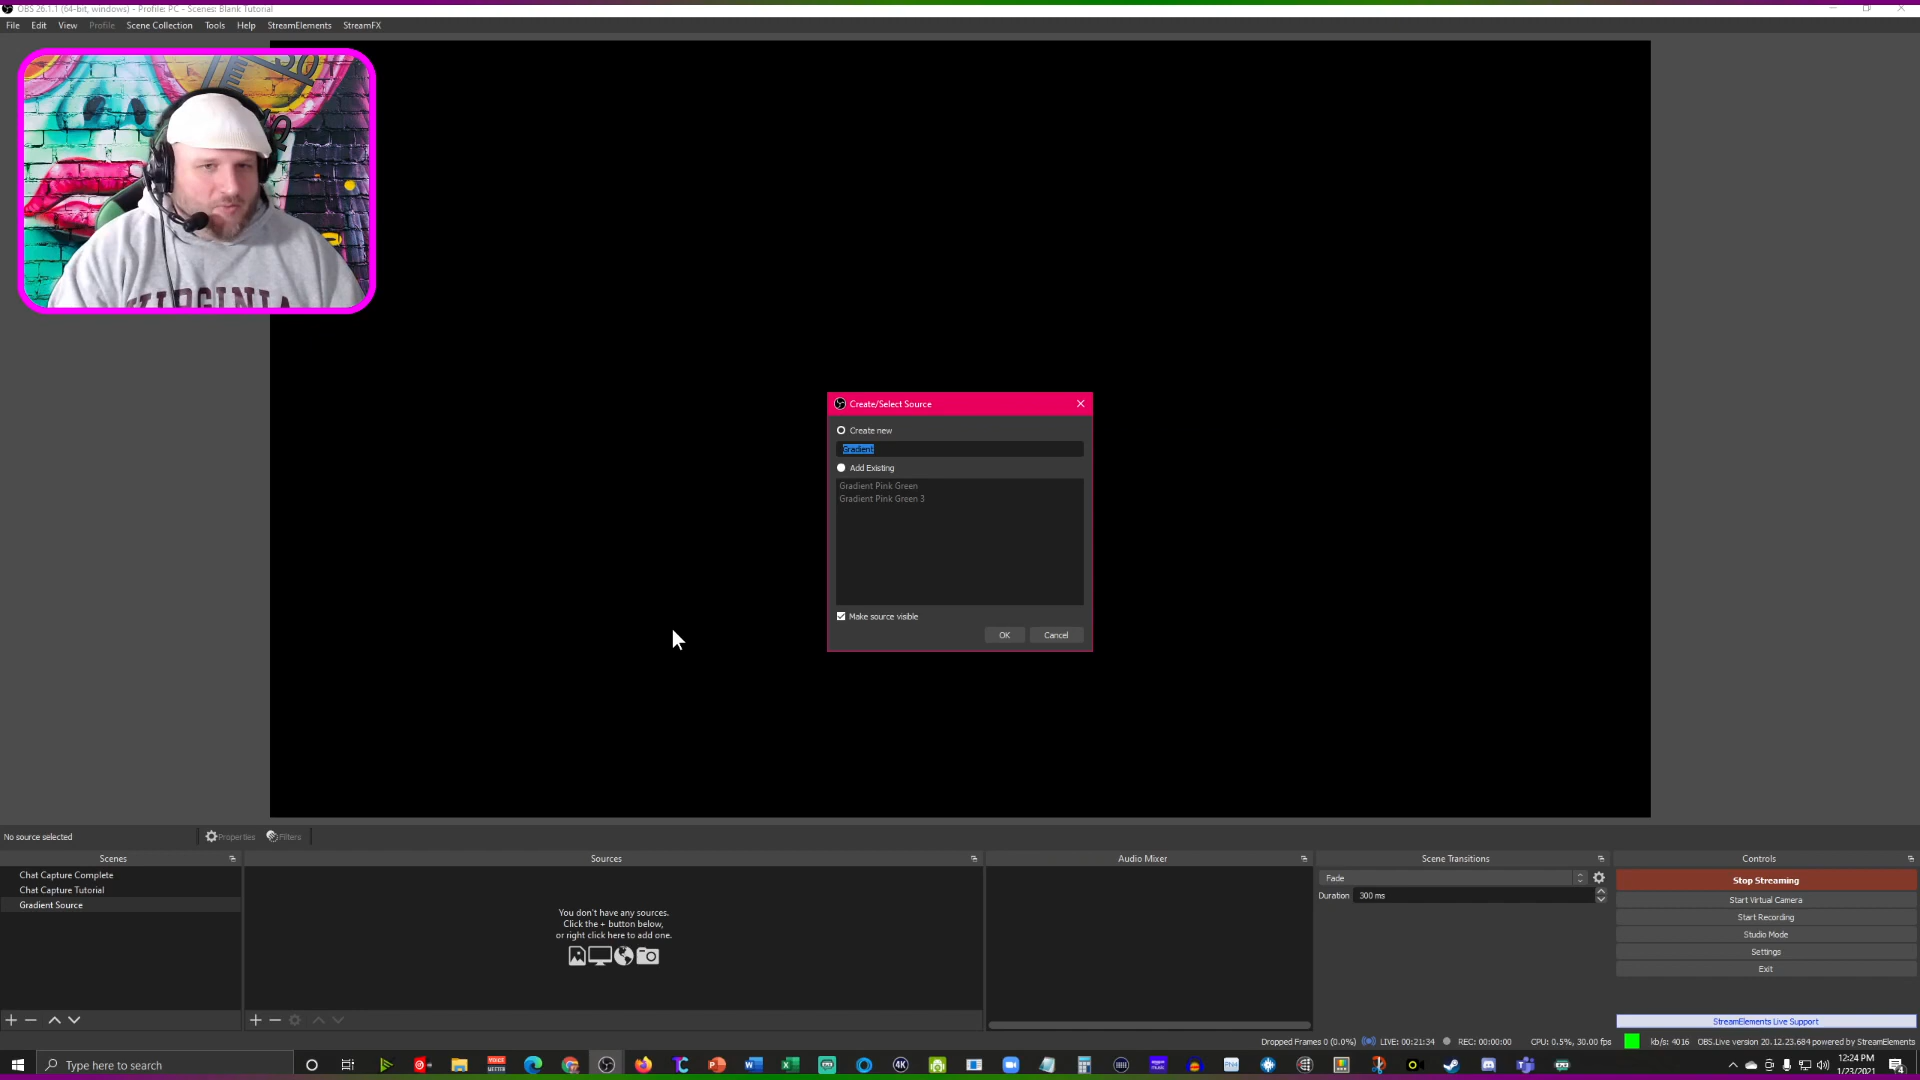 OBS 26.1.1 (64-bit, windows) - Profile: PC - Scenes: Blank Tutorial
File Edit View Profile Scene Collection Tools Help StreamElements StreamFX
VIRGINIA
Create/Select Source
Create new
Gradient
Add Existing
Gradient Pink Green
Gradient Pink Green 3
Make source visible
OK Cancel
No source selected Properties Filters
Scenes Sources Audio Mixer Scene Transitions Controls
Chat Capture Complete
Chat Capture Tutorial
Gradient Source
You don't have any sources.
Click the + button below,
or right click here to add one.
Fade
Duration 300 ms
Stop Streaming
Start Virtual Camera
Start Recording
Studio Mode
Settings
Exit
StreamElements Live Support
Dropped Frames 0 (0.0%) LIVE: 00:21:34 REC: 00:00:00 CPU: 0.5%, 30.00 fps kb/s: 4016 OBS.Live version 20.12.23.684 powered by StreamElements
Type here to search
12:24 PM
1/23/2021